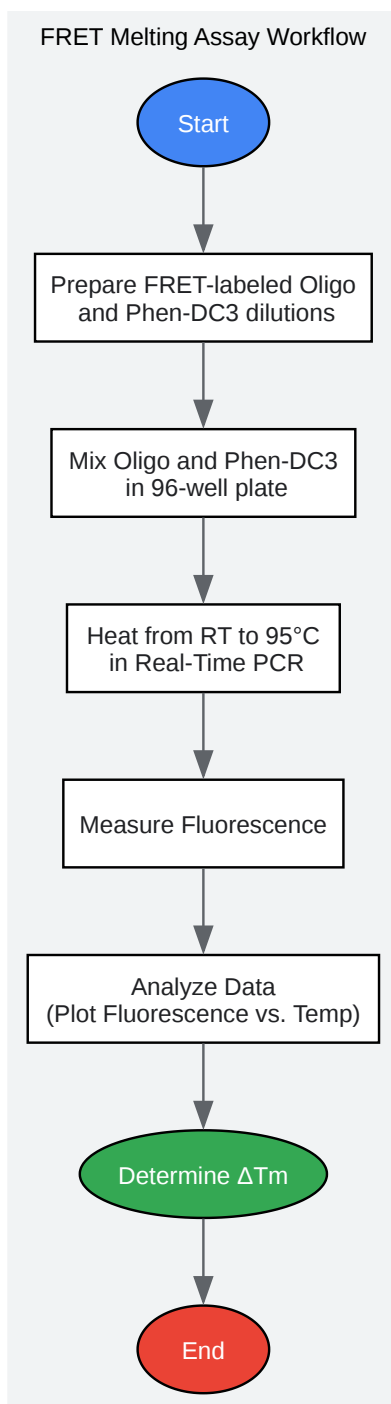 FRET Melting Assay Workflow
Start
Prepare FRET-labeled Oligo
and Phen-DC3 dilutions
Mix Oligo and Phen-DC3
in 96-well plate
Heat from RT to 95°C
in Real-Time PCR
Measure Fluorescence
Analyze Data
(Plot Fluorescence vs. Temp)
Determine ΔTm
End